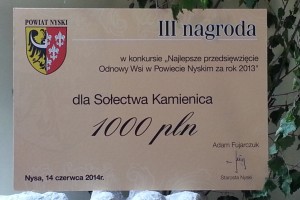 POWIAT NYSKI
III nagroda
w konkursie „Najlepsze przedsięwzięcie
Odnowy Wsi w Powiecie Nyskim za rok 2013"
dla Sołectwa Kamienica
1000 pln
Adam Fujarczuk
Starosta Nyski
Nysa, 14 czerwca 2014r.